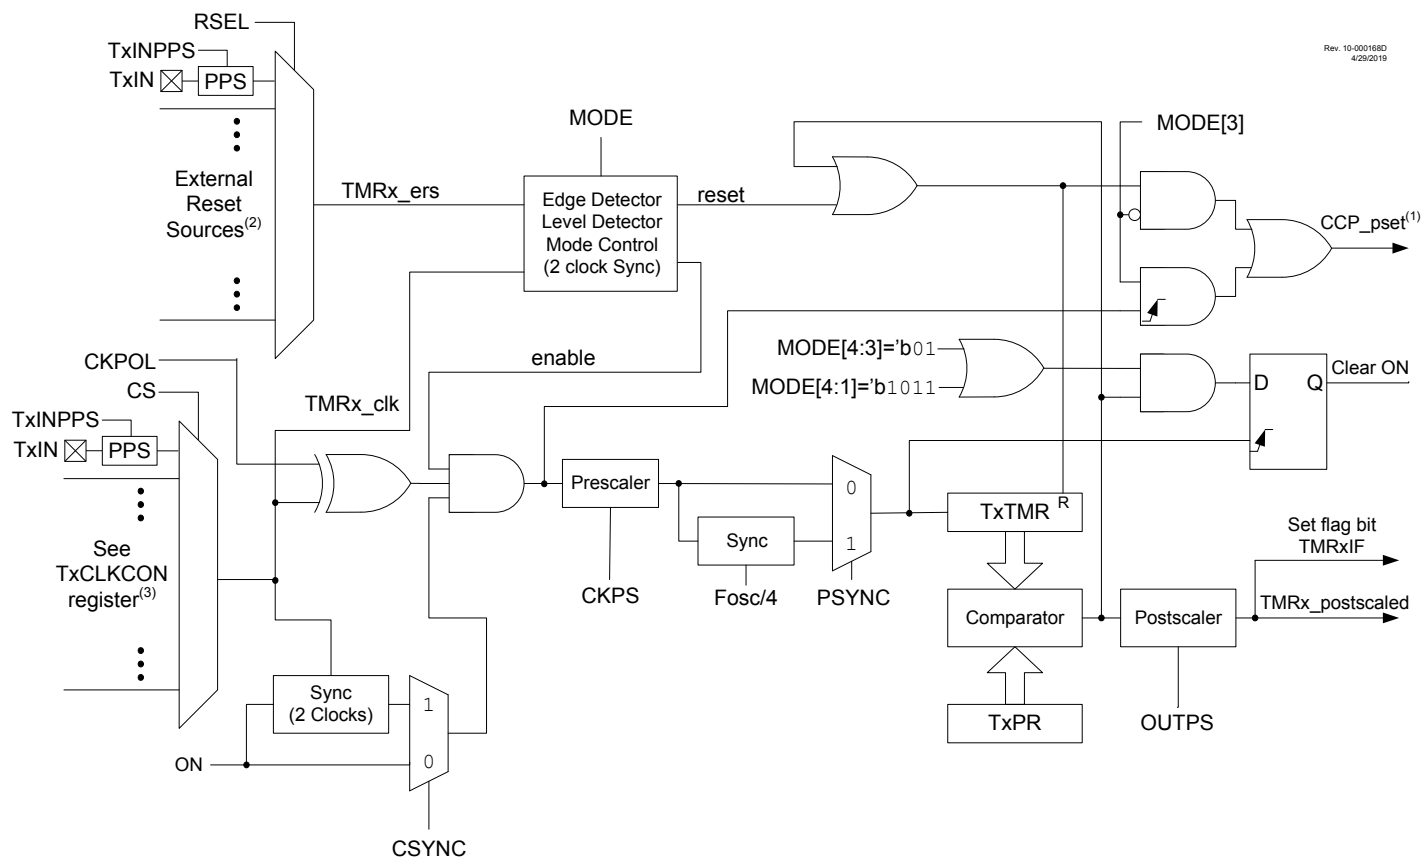 RSEL
Rev. 10-000168D
4/29/2019
TxINPPS
TxIN
PPS
MODE
MODE[3]
External
Reset
Sources(2)
TMRx_ers
Edge Detector
Level Detector
Mode Control
(2 clock Sync)
reset
CCP_pset(1)
CKPOL
enable
MODE[4:3]='b01
MODE[4:1]='b1011
D
Q
Clear ON
CS
TMRx_clk
TxINPPS
TxIN
PPS
Prescaler
0
1
TxTMR
R
Sync
See
TxCLKCON
register(3)
CKPS
Fosc/4
PSYNC
Set flag bit
TMRxIF
TMRx_postscaled
Comparator
Postscaler
Sync
(2 Clocks)
1
0
TxPR
OUTPS
ON
CSYNC